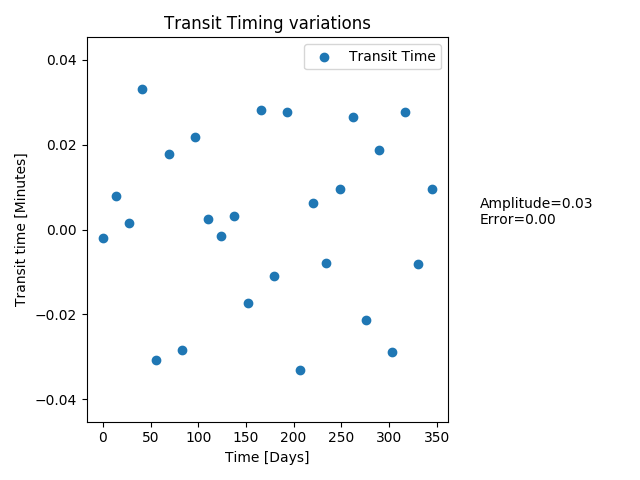 Transit Timing variations
Transit Time
0.04
0.02
0.00
−0.02
−0.04
Transit time [Minutes]
0 50 100 150 200 250 300 350
Time [Days]
Amplitude=0.03
Error=0.00